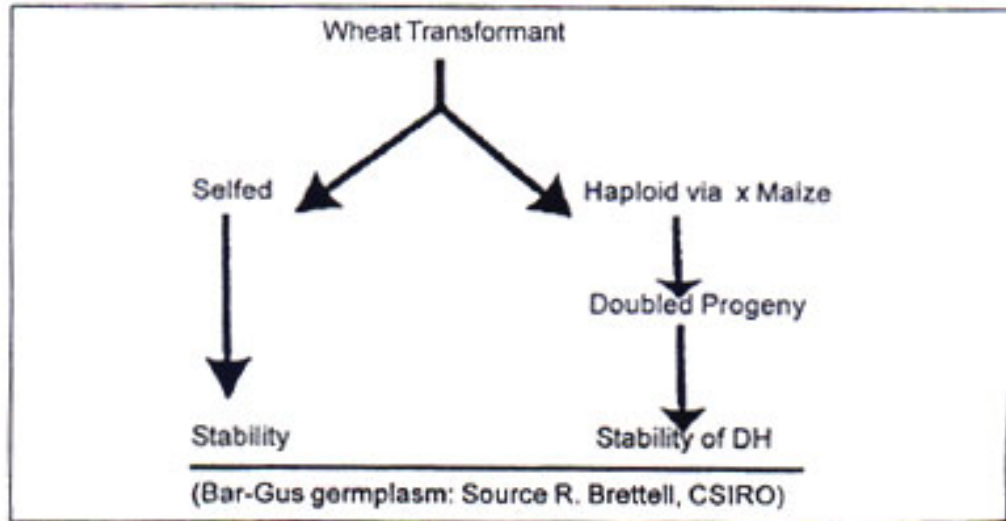 Wheat Transformant
Selfed
Haploid via x Maize
Doubled Progeny
Stability
Stability of DH
(Bar-Gus germplasm: Source R. Brettell, CSIRO)